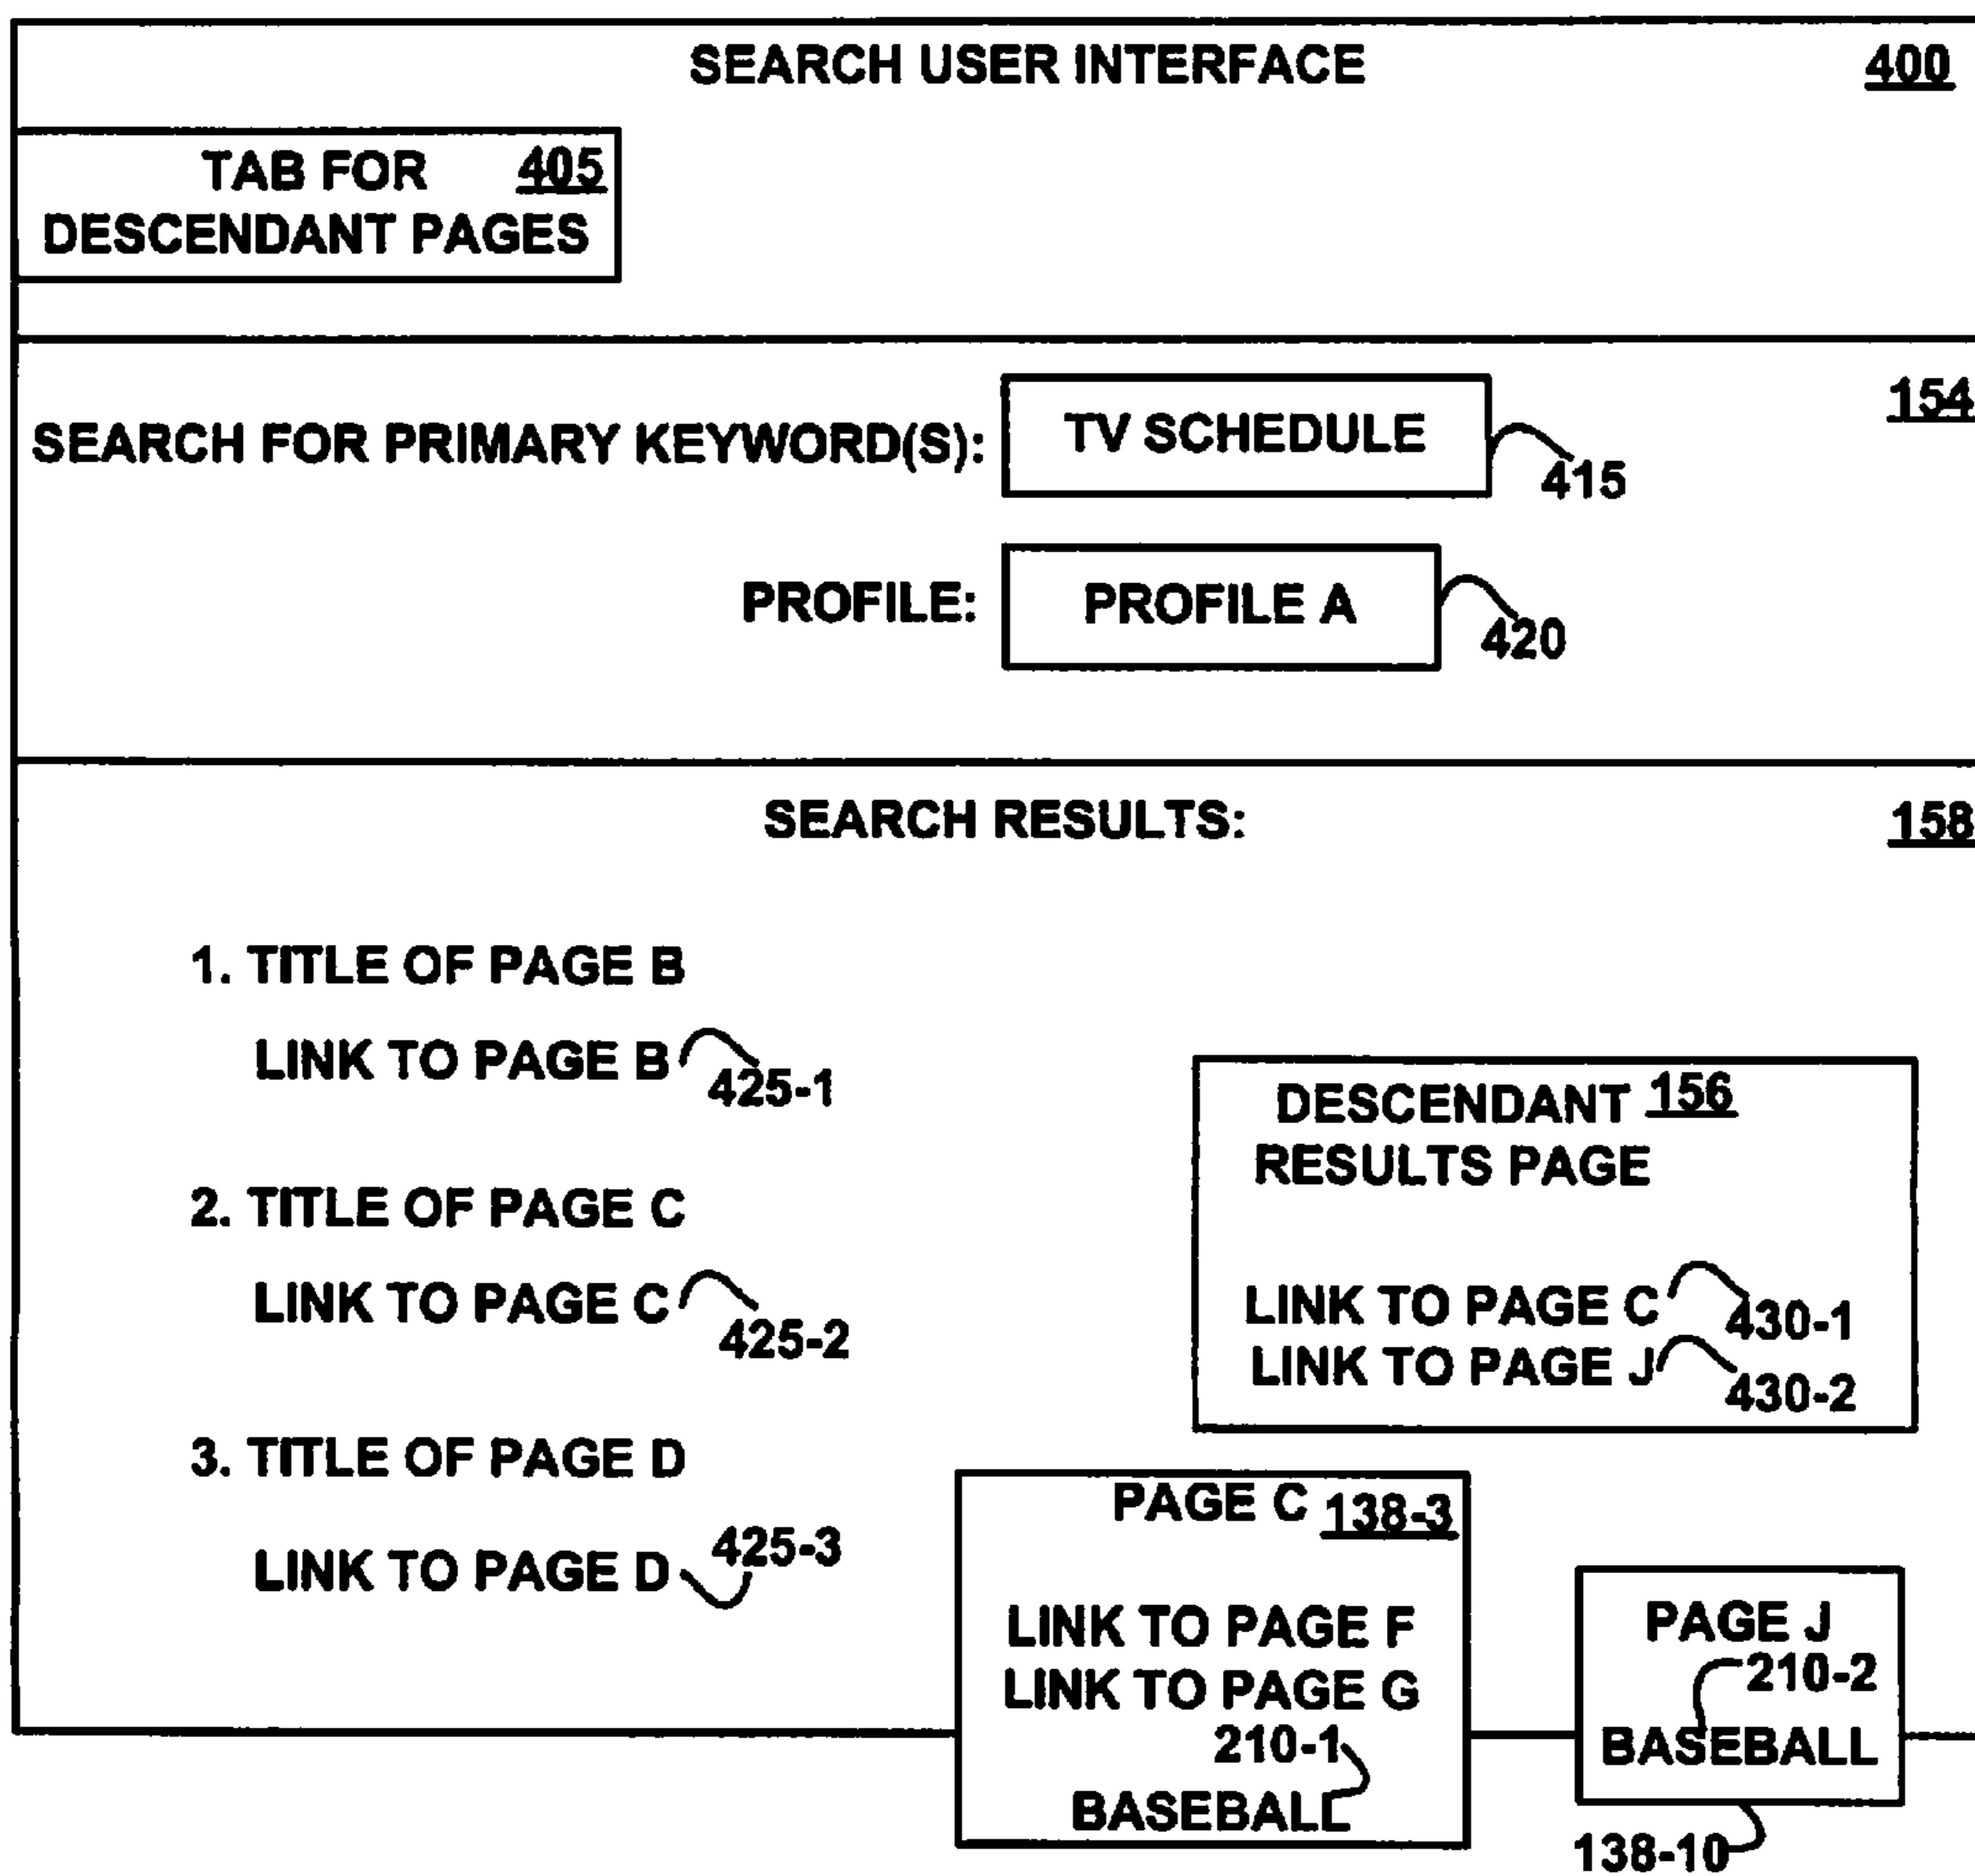 SEARCH USER INTERFACE 400
TAB FOR 405
DESCENDANT PAGES
154
SEARCH FOR PRIMARY KEYWORD(S): TV SCHEDULE
415
PROFILE: PROFILE A
420
SEARCH RESULTS: 158
1. TITLE OF PAGE B
LINK TO PAGE B
425-1
2. TITLE OF PAGE C
LINK TO PAGE C
425-2
3. TITLE OF PAGE D
425-3
LINK TO PAGE D
DESCENDANT 156
RESULTS PAGE
LINK TO PAGE C 430-1
LINK TO PAGE J 430-2
PAGE C 138-3
LINK TO PAGE F
LINK TO PAGE G
210-1
BASEBALL
PAGE J
210-2
BASEBALL
138-10